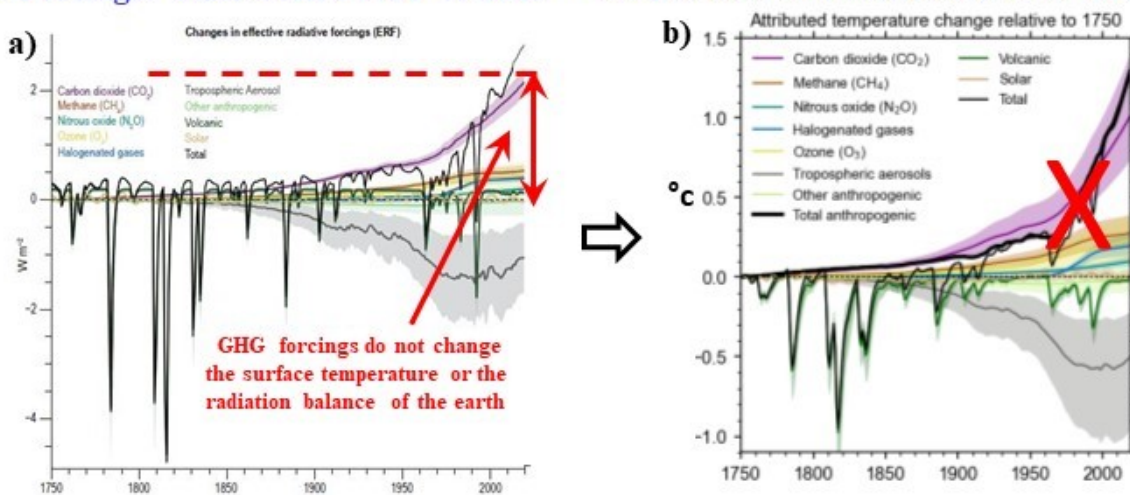 a)
Changes in effective radiative forcings (ERF)
Carbon dioxide (CO₂)
Methane (CH₄)
Nitrous oxide (N₂O)
Ozone (O₃)
Halogenated gases
Tropospheric Aerosol
Other anthropogenic
Volcanic
Solar
Total
2
0
−2
−4
W m⁻²
1750 1800 1850 1900 1950 2000
GHG forcings do not change
the surface temperature or the
radiation balance of the earth
b)
Attributed temperature change relative to 1750
Carbon dioxide (CO₂)
Methane (CH₄)
Nitrous oxide (N₂O)
Halogenated gases
Ozone (O₃)
Tropospheric aerosols
Other anthropogenic
Total anthropogenic
Volcanic
Solar
Total
°c
1.5
1.0
0.5
0.0
-0.5
-1.0
1750 1800 1850 1900 1950 2000
X